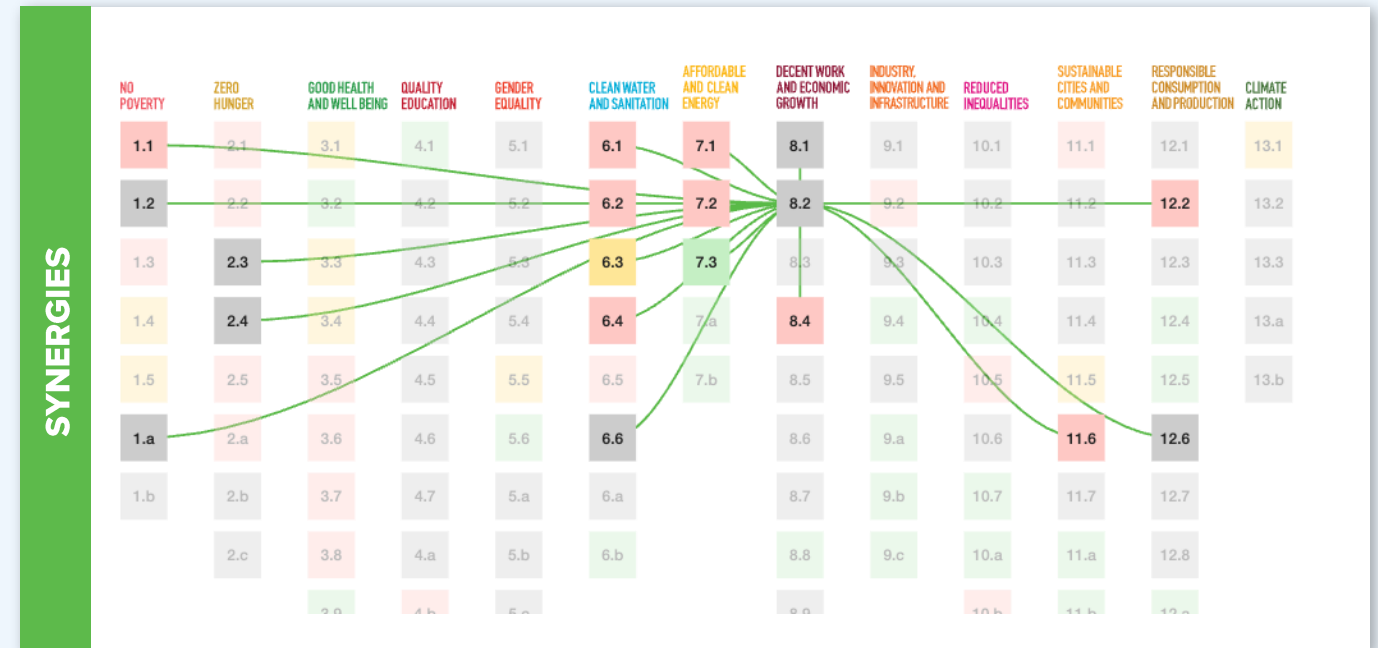 SYNERGIES
NO
POVERTY
ZERO
HUNGER
GOOD HEALTH
AND WELL BEING
QUALITY
EDUCATION
GENDER
EQUALITY
CLEAN WATER
AND SANITATION
AFFORDABLE
AND CLEAN
ENERGY
DECENT WORK
AND ECONOMIC
GROWTH
INDUSTRY,
INNOVATION AND
INFRASTRUCTURE
REDUCED
INEQUALITIES
SUSTAINABLE
CITIES AND
COMMUNITIES
RESPONSIBLE
CONSUMPTION
AND PRODUCTION
CLIMATE
ACTION
1.1 2.1 3.1 4.1 5.1 6.1 7.1 8.1 9.1 10.1 11.1 12.1 13.1
1.2 2.2 3.2 4.2 5.2 6.2 7.2 8.2 9.2 10.2 11.2 12.2 13.2
1.3 2.3 3.3 4.3 5.3 6.3 7.3 8.3 9.3 10.3 11.3 12.3 13.3
1.4 2.4 3.4 4.4 5.4 6.4 7.a 8.4 9.4 10.4 11.4 12.4 13.a
1.5 2.5 3.5 4.5 5.5 6.5 7.b 8.5 9.5 10.5 11.5 12.5 13.b
1.a 2.a 3.6 4.6 5.6 6.6 8.6 9.a 10.6 11.6 12.6
1.b 2.b 3.7 4.7 5.a 6.a 8.7 9.b 10.7 11.7 12.7
2.c 3.8 4.a 5.b 6.b 8.8 9.c 10.a 11.a 12.8
3.9 4.b 5.c 8.9 10.b 11.b 12.a